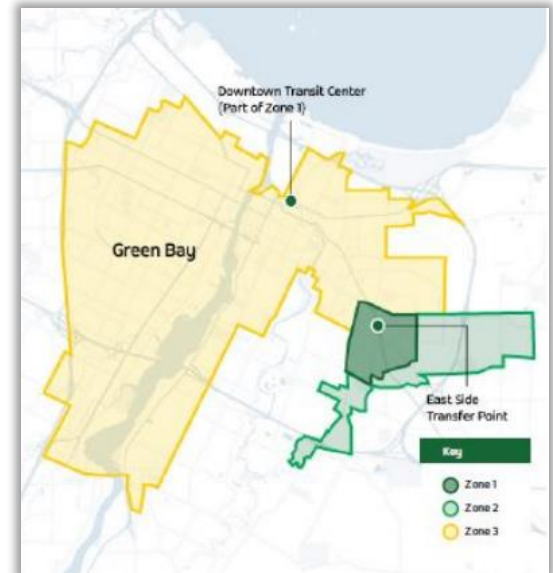 Downtown Transit Center
(Part of Zone 1)
Green Bay
East Side
Transfer Point
Key
Zone 1
Zone 2
Zone 3